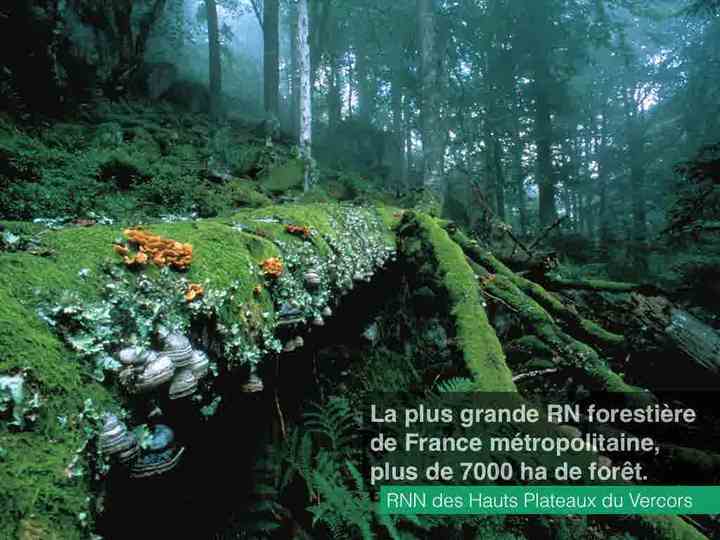 La plus grande RN forestière
de France métropolitaine,
plus de 7000 ha de forêt.
RNN des Hauts Plateaux du Vercors